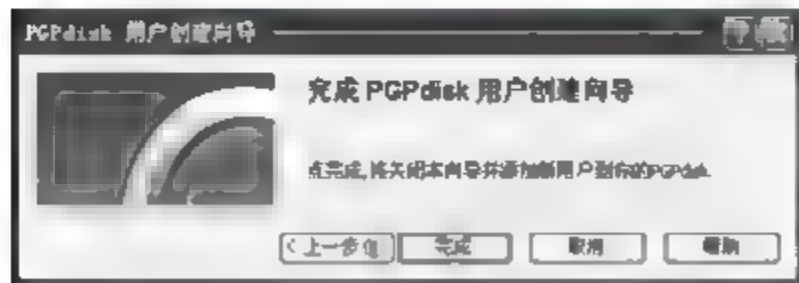 PGPdisk 用户创建向导
完成 PGPdisk 用户创建向导
点完成,将关闭本向导并添加新用户到你的PGPdisk.
< 上一步(B) 完成 取消 帮助